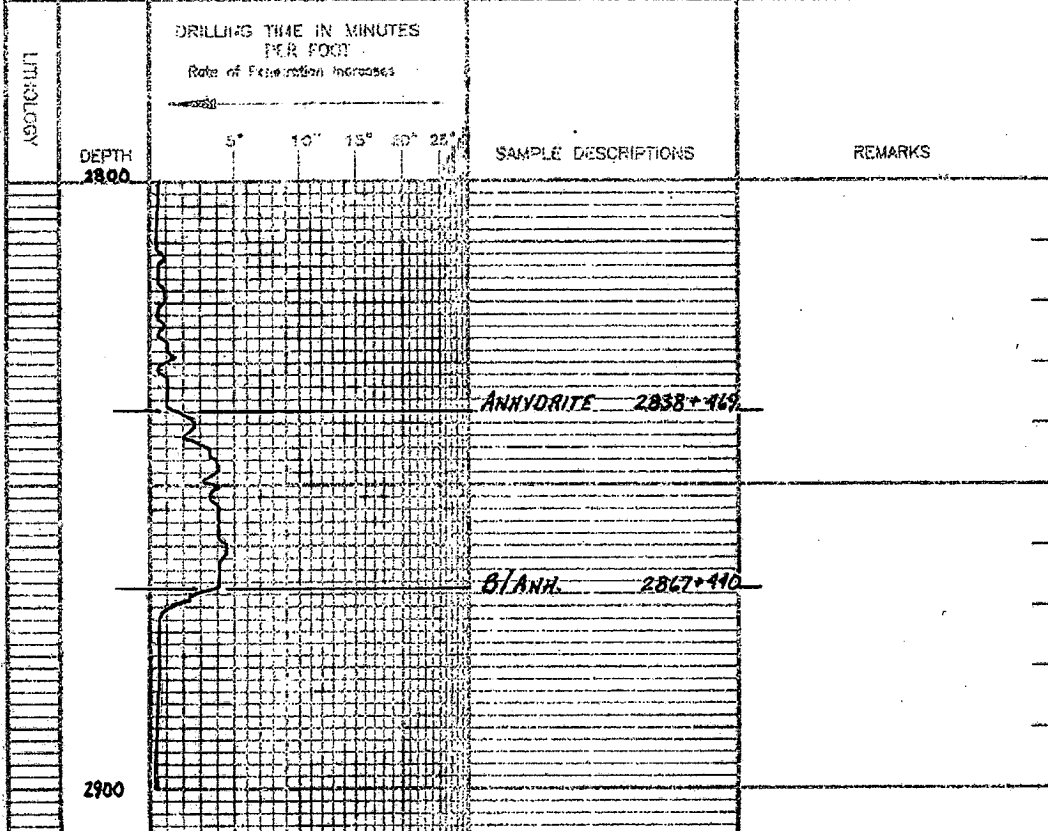 DRILLING TIME IN MINUTES
PER FOOT
Rate of Penetration Increases
LITHOLOGY
DEPTH
5" 10" 15" 20" 25"
SAMPLE DESCRIPTIONS
REMARKS
2800
ANHYDRITE 2838+469
B/ANH. 2867+440
2900